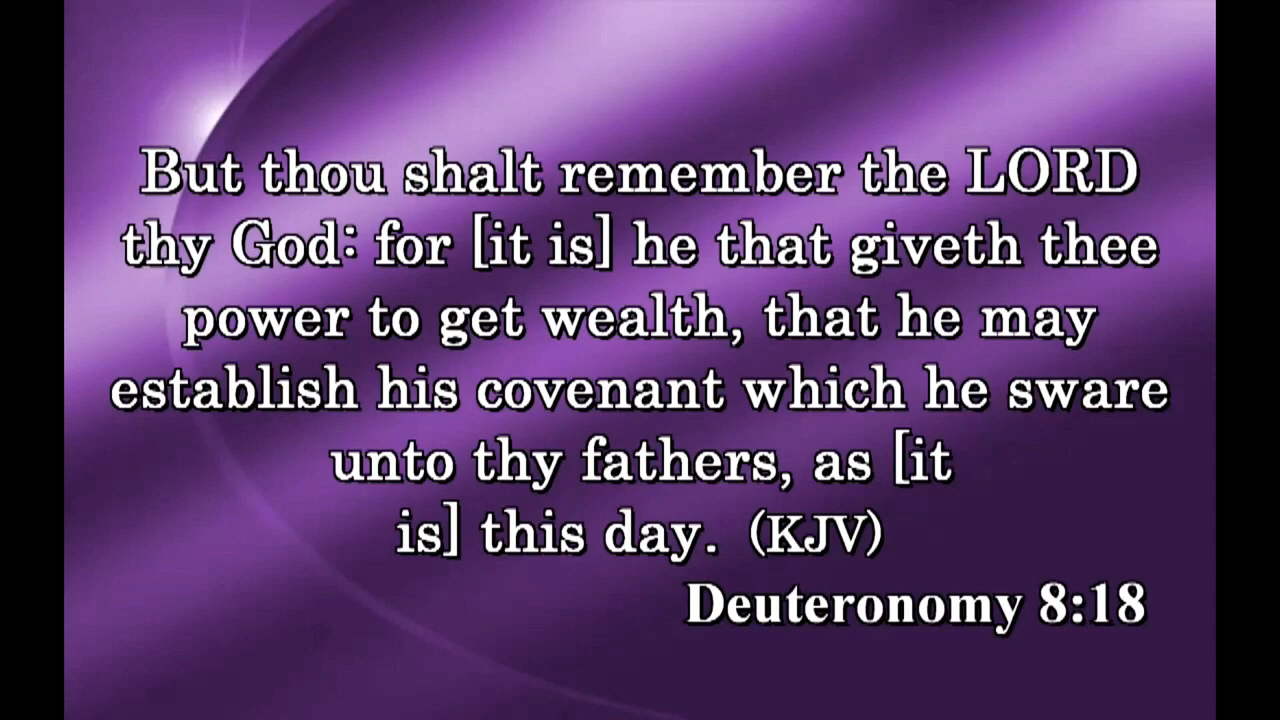 But thou shalt remember the LORD
thy God: for [it is] he that giveth thee
power to get wealth, that he may
establish his covenant which he sware
unto thy fathers, as [it
is] this day. (KJV)
Deuteronomy 8:18